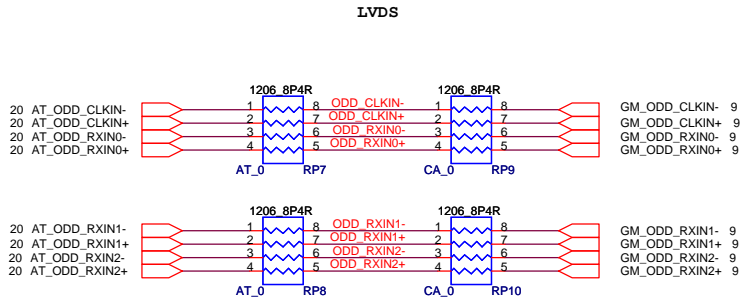 LVDS
1206_8P4R 1206_8P4R
20 AT_ODD_CLKIN- 1 8 ODD_CLKIN- 1 8 GM_ODD_CLKIN- 9
20 AT_ODD_CLKIN+ 2 7 ODD_CLKIN+ 2 7 GM_ODD_CLKIN+ 9
20 AT_ODD_RXIN0- 3 6 ODD_RXIN0- 3 6 GM_ODD_RXIN0- 9
20 AT_ODD_RXIN0+ 4 5 ODD_RXIN0+ 4 5 GM_ODD_RXIN0+ 9
AT_0 RP7 CA_0 RP9
1206_8P4R 1206_8P4R
20 AT_ODD_RXIN1- 1 8 ODD_RXIN1- 1 8 GM_ODD_RXIN1- 9
20 AT_ODD_RXIN1+ 2 7 ODD_RXIN1+ 2 7 GM_ODD_RXIN1+ 9
20 AT_ODD_RXIN2- 3 6 ODD_RXIN2- 3 6 GM_ODD_RXIN2- 9
20 AT_ODD_RXIN2+ 4 5 ODD_RXIN2+ 4 5 GM_ODD_RXIN2+ 9
AT_0 RP8 CA_0 RP10